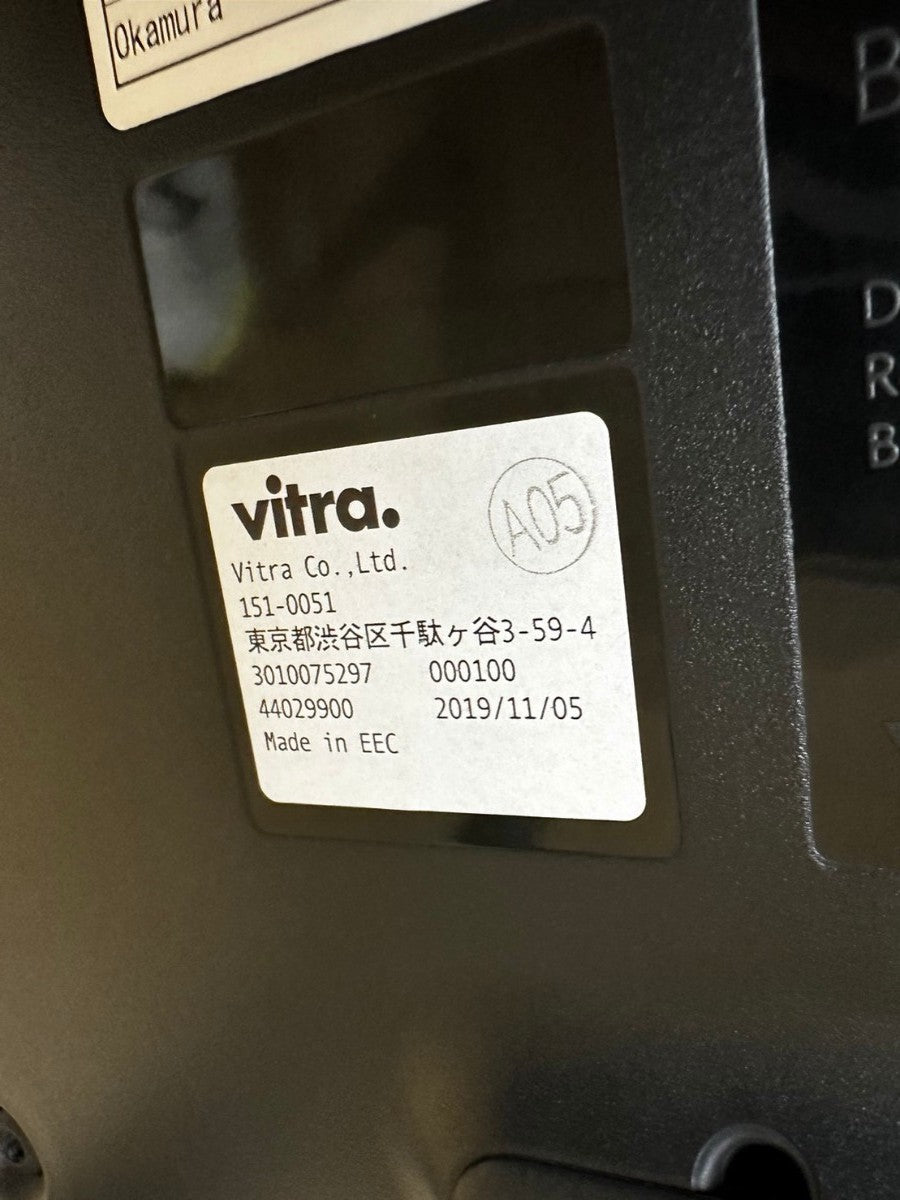 Okamura
B
D
R
B
vitra.
A05
Vitra Co.,Ltd.
151-0051
東京都渋谷区千駄ヶ谷3-59-4
3010075297 000100
44029900 2019/11/05
Made in EEC